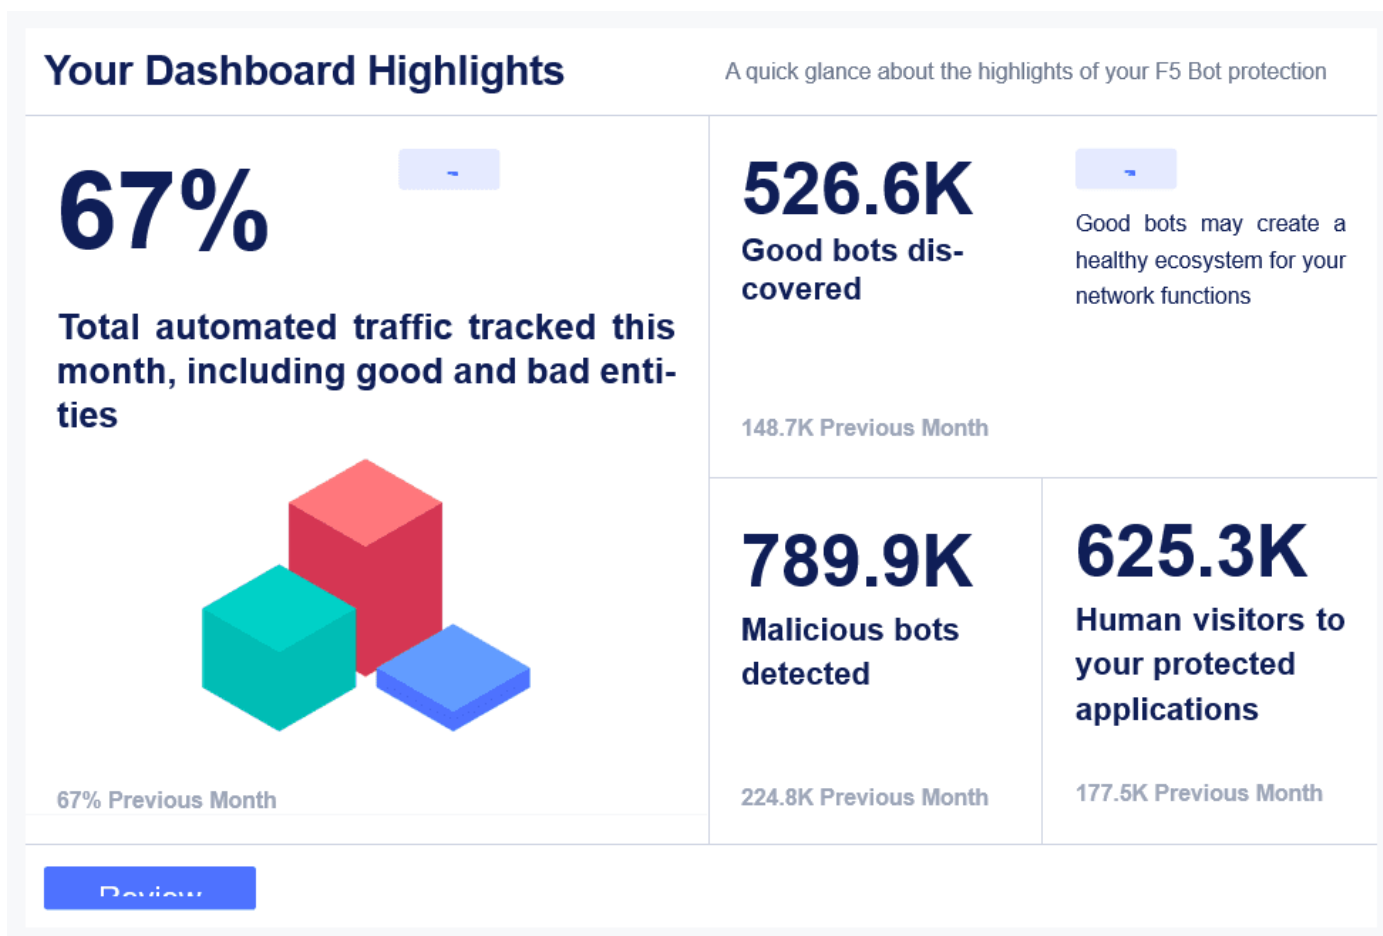 Your Dashboard Highlights
A quick glance about the highlights of your F5 Bot protection
67%
Total automated traffic tracked this
month, including good and bad enti-
ties
67% Previous Month
526.6K
Good bots dis-
covered
Good bots may create a
healthy ecosystem for your
network functions
148.7K Previous Month
789.9K
Malicious bots
detected
224.8K Previous Month
625.3K
Human visitors to
your protected
applications
177.5K Previous Month
Review